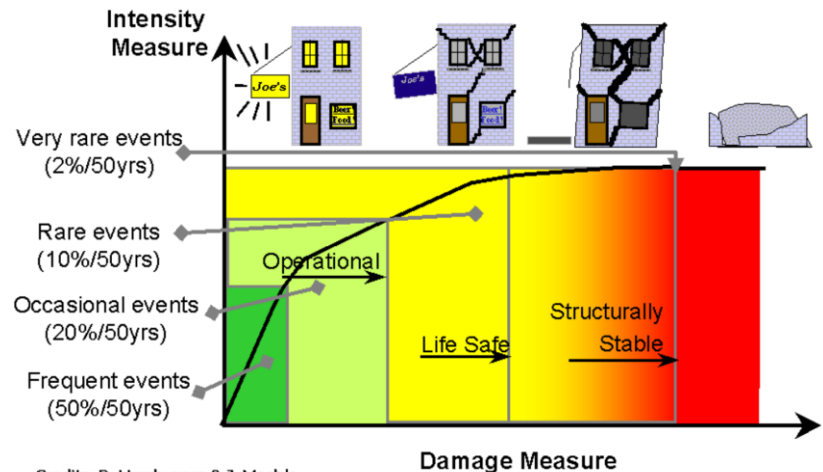 Intensity
Measure
Joe's
Beer!
Food!
Joe's
Beer!
Food!
Very rare events
(2%/50yrs)
Rare events
(10%/50yrs)
Occasional events
(20%/50yrs)
Frequent events
(50%/50yrs)
Operational
Life Safe
Structurally
Stable
Damage Measure